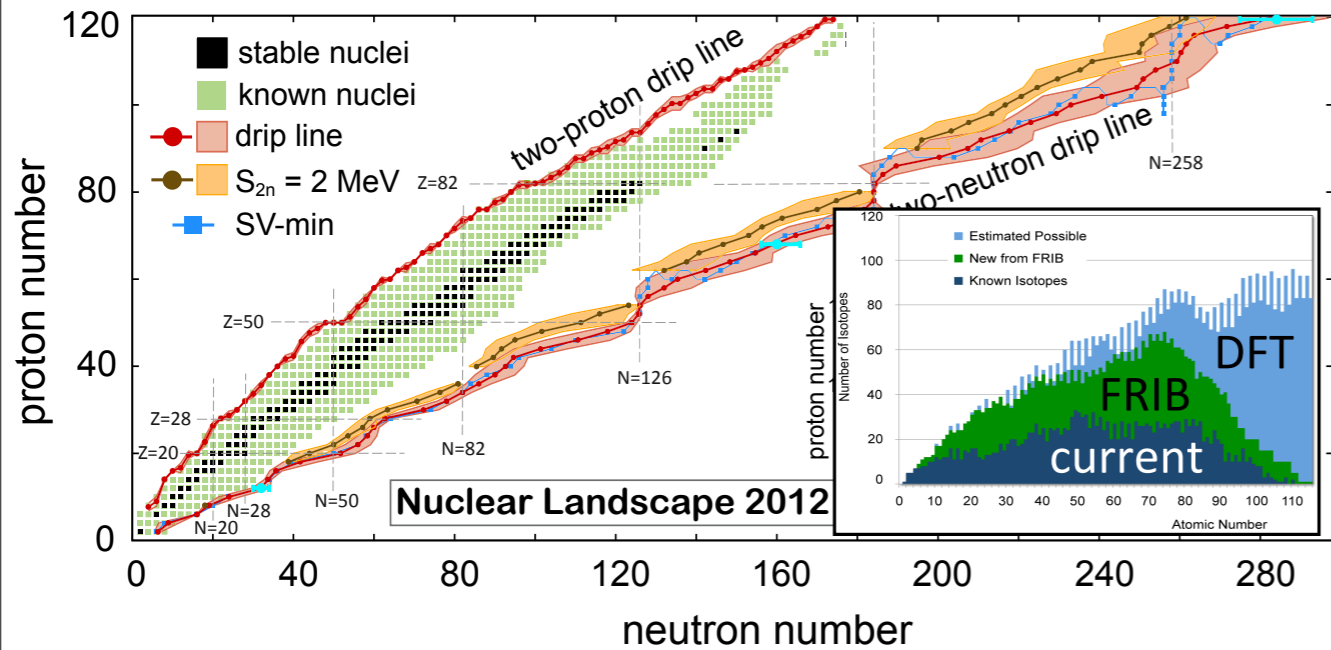 120
80
40
0
proton number
stable nuclei
known nuclei
drip line
S2n = 2 MeV
SV-min
two-proton drip line
two-neutron drip line
Z=82
Z=50
Z=28
Z=20
N=20
N=28
N=50
N=82
N=126
N=258
Nuclear Landscape 2012
0
40
80
120
160
200
240
280
neutron number
proton number
Number of Isotopes
120
100
80
60
40
20
0
Estimated Possible
New from FRIB
Known Isotopes
DFT
FRIB
current
0
10
20
30
40
50
60
70
80
90
100
110
Atomic Number